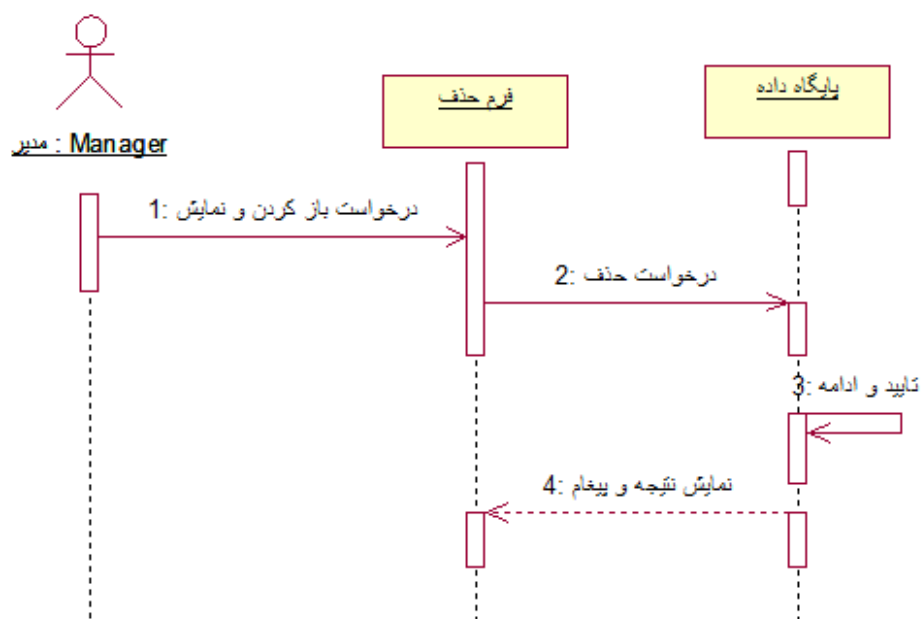 مدیر : Manager
فرم حذف
پایگاه داده
1: درخواست باز کردن و نمایش
2: درخواست حذف
3: تایید و ادامه
4: نمایش نتیجه و پیغام